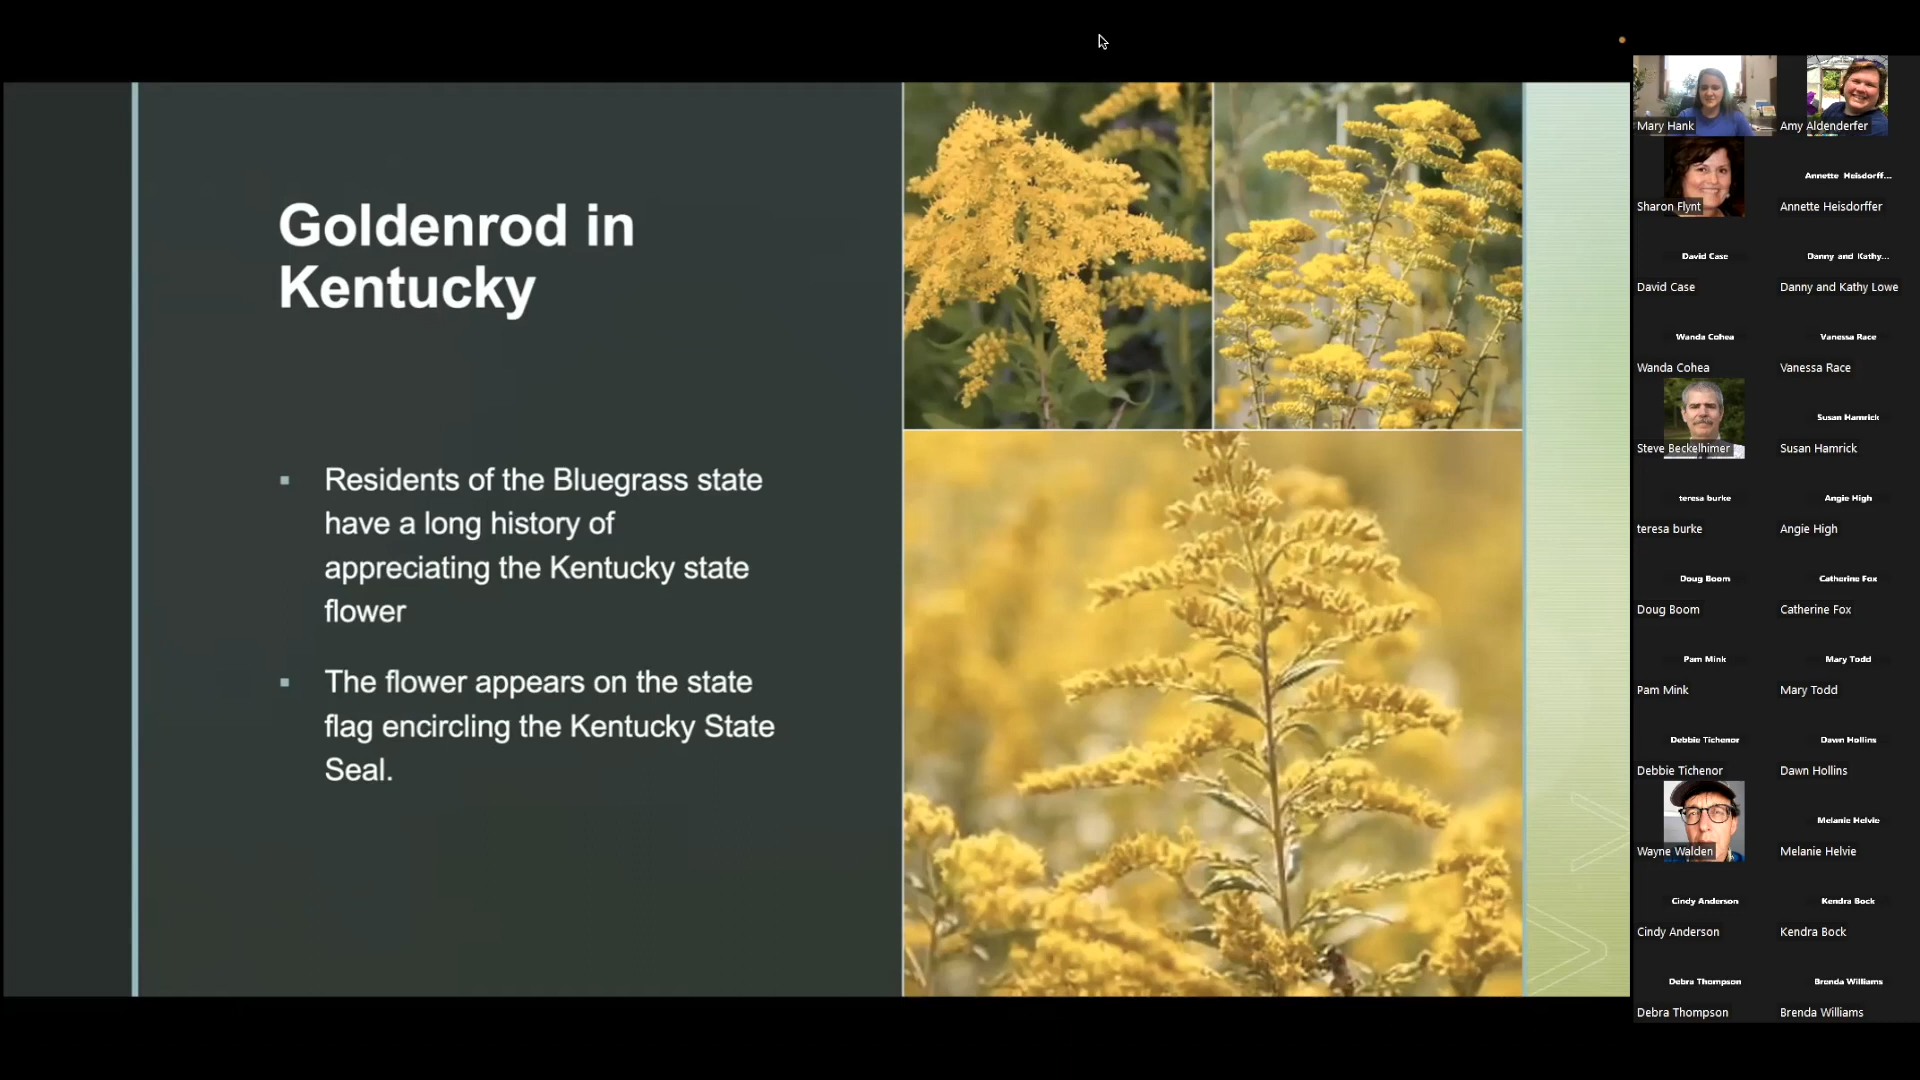 Goldenrod in
Kentucky
Residents of the Bluegrass state
have a long history of
appreciating the Kentucky state
flower
The flower appears on the state
flag encircling the Kentucky State
Seal.
Mary Hank
Amy Aldenderfer
Sharon Flynt
Annette Heisdorff...
Annette Heisdorffer
David Case
David Case
Danny and Kathy...
Danny and Kathy Lowe
Wanda Cohea
Wanda Cohea
Vanessa Race
Vanessa Race
Steve Beckelhimer
Susan Hamrick
Susan Hamrick
teresa burke
teresa burke
Angie High
Angie High
Doug Boom
Doug Boom
Catherine Fox
Catherine Fox
Pam Mink
Pam Mink
Mary Todd
Mary Todd
Debbie Tichenor
Debbie Tichenor
Dawn Hollins
Dawn Hollins
Wayne Walden
Melanie Helvie
Melanie Helvie
Cindy Anderson
Cindy Anderson
Kendra Bock
Kendra Bock
Debra Thompson
Debra Thompson
Brenda Williams
Brenda Williams